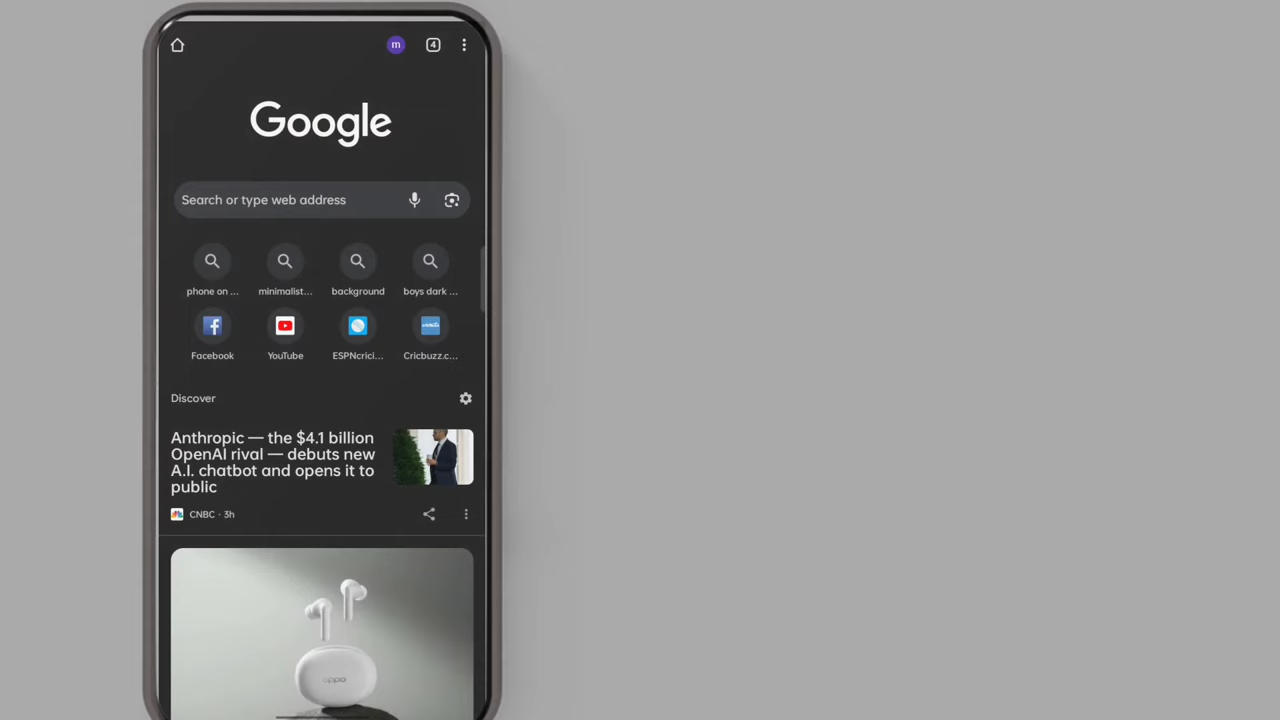 m
4
Google
Search or type web address
phone on ...
minimalist...
background
boys dark ...
Facebook
YouTube
ESPNcrici...
Cricbuzz.c...
Discover
Anthropic — the $4.1 billion
OpenAI rival — debuts new
A.I. chatbot and opens it to
public
CNBC · 3h
oppo